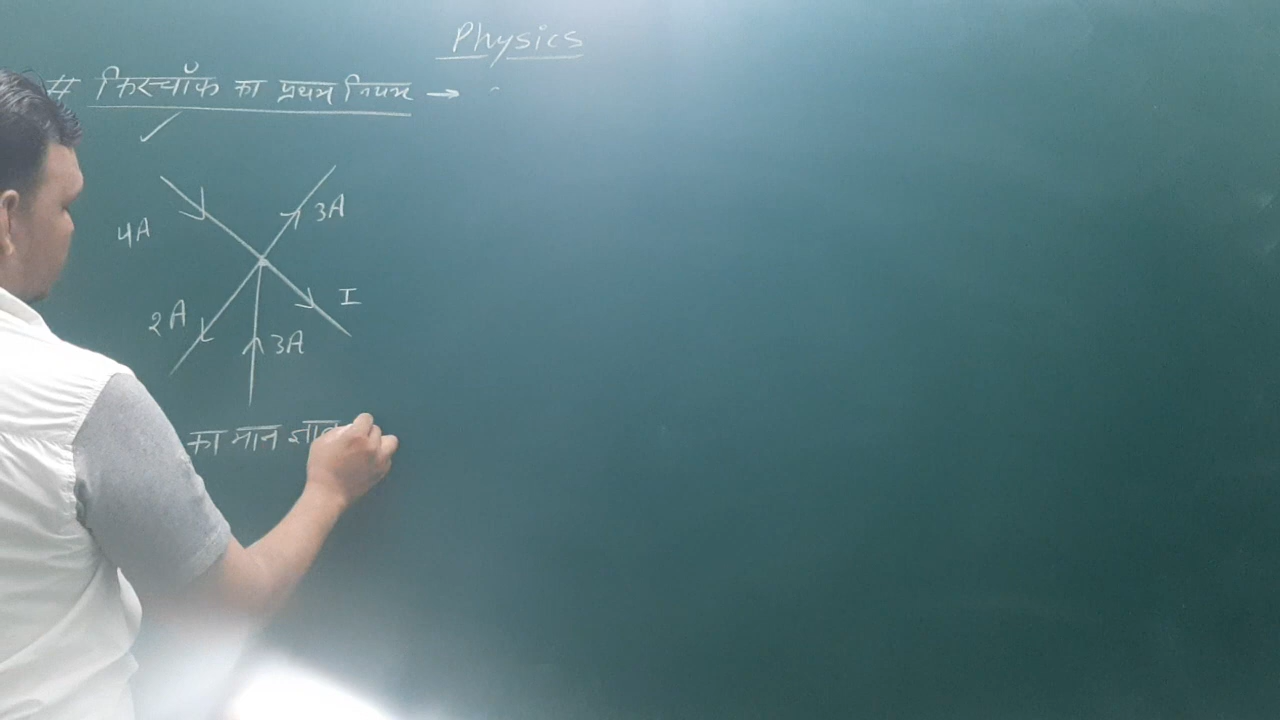 Physics
# किरचॉफ का प्रथम नियम →
4A
3A
I
2A
3A
का मान